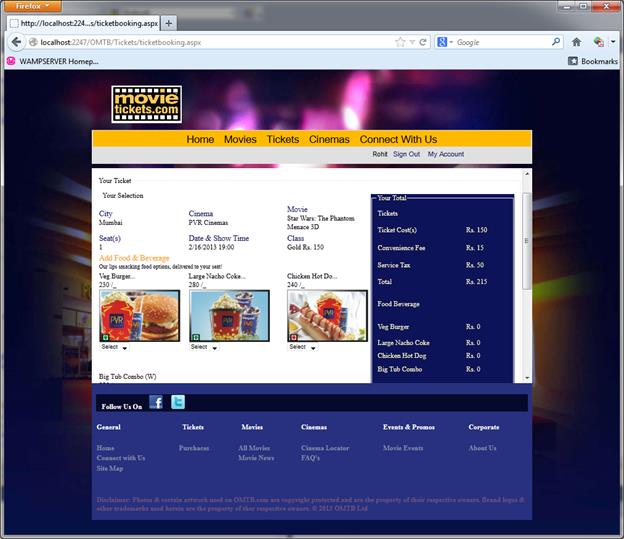 Firefox
http://localhost:224...s/ticketbooking.aspx
localhost:2247/OMTB/Tickets/ticketbooking.aspx
Google
WAMPSERVER Homep...
Bookmarks
movie
tickets.com
Home Movies Tickets Cinemas Connect With Us
Rohit Sign Out My Account
Your Ticket
Your Selection
City Cinema Movie
Mumbai PVR Cinemas Star Wars: The Phantom
Menace 3D
Seat(s) Date & Show Time Class
1 2/16/2013 19:00 Gold Rs. 150
Add Food & Beverage
Our lips smacking food options, delivered to your seat!
Veg Burger... Large Nacho Coke... Chicken Hot Do...
230 /_ 280 /_ 240 /_
PVR
Select Select Select
Big Tub Combo (W)
Your Total
Tickets
Ticket Cost(s) Rs. 150
Convenience Fee Rs. 15
Service Tax Rs. 50
Total Rs. 215
Food Beverage
Veg Burger Rs. 0
Large Nacho Coke Rs. 0
Chicken Hot Dog Rs. 0
Big Tub Combo Rs. 0
Follow Us On
General Tickets Movies Cinemas Events & Promos Corporate
Home Purchaces All Movies Cinema Locator Movie Events About Us
Connect with Us Movie News FAQ's
Site Map
Disclaimer: Photos & certain artwork used on OMTB.com are copyright protected and are the property of their respective owners. Brand logos &
other trademarks used herein are the property of ther respective owners. © 2013 OMTB Ltd